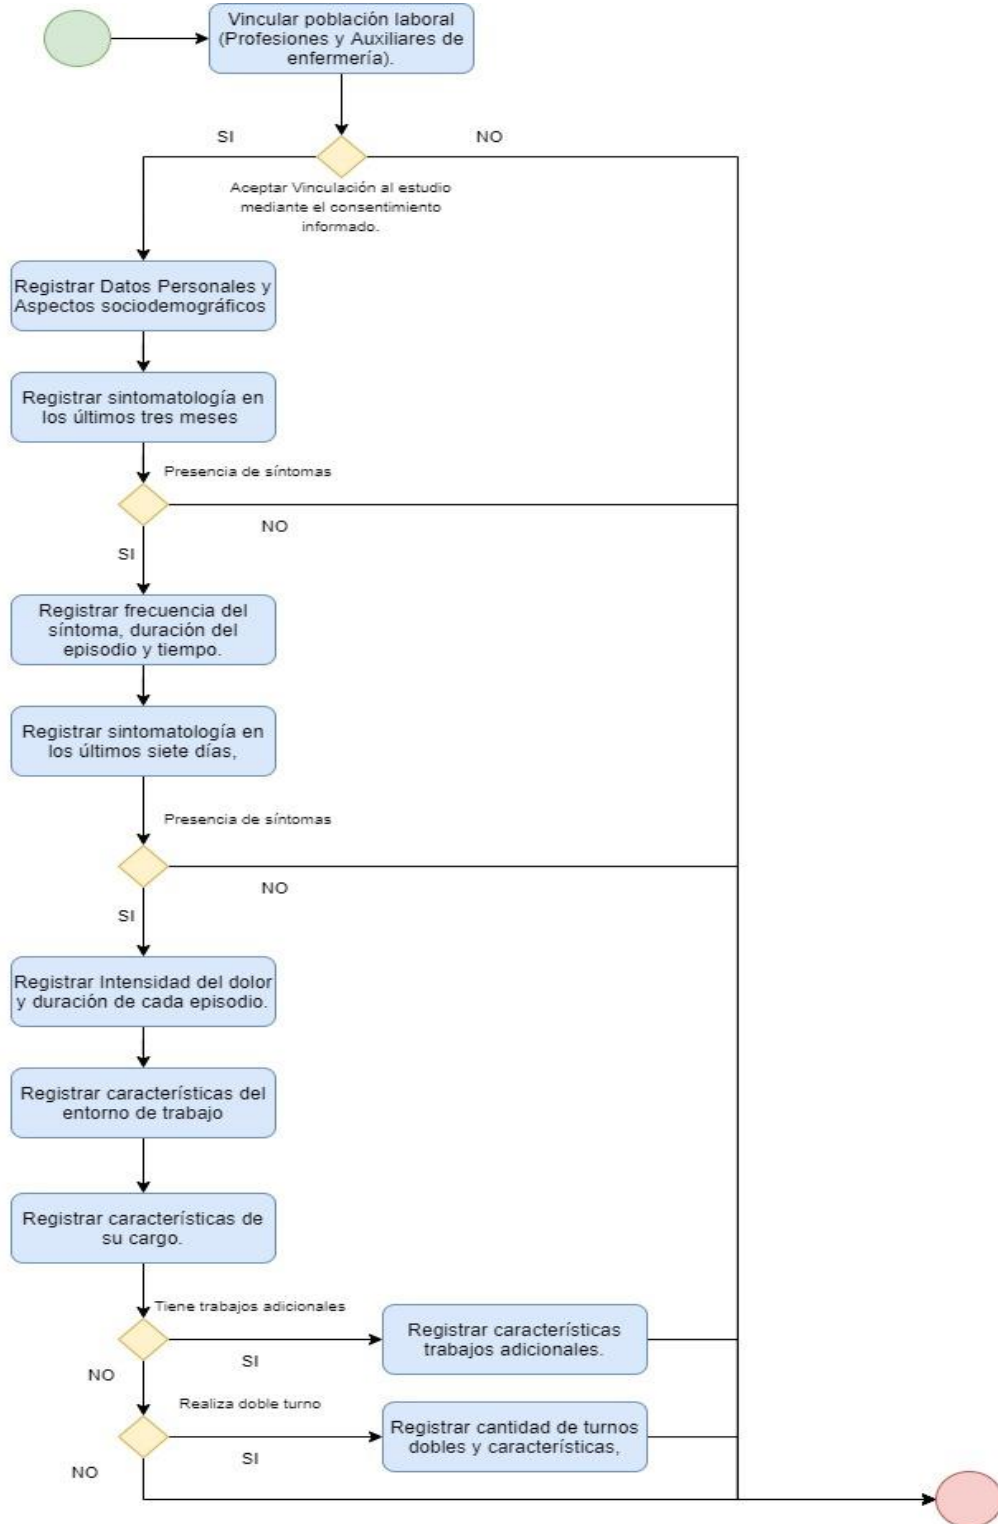 Vincular población laboral
(Profesiones y Auxiliares de
enfermería).
SI
NO
Aceptar Vinculación al estudio
mediante el consentimiento
informado.
Registrar Datos Personales y
Aspectos sociodemográficos
Registrar sintomatología en
los últimos tres meses
Presencia de síntomas
NO
SI
Registrar frecuencia del
síntoma, duración del
episodio y tiempo.
Registrar sintomatología en
los últimos siete días,
Presencia de síntomas
NO
SI
Registrar Intensidad del dolor
y duración de cada episodio.
Registrar características del
entorno de trabajo
Registrar características de
su cargo.
Tiene trabajos adicionales
Registrar características
trabajos adicionales.
SI
NO
Realiza doble turno
Registrar cantidad de turnos
dobles y características,
SI
NO